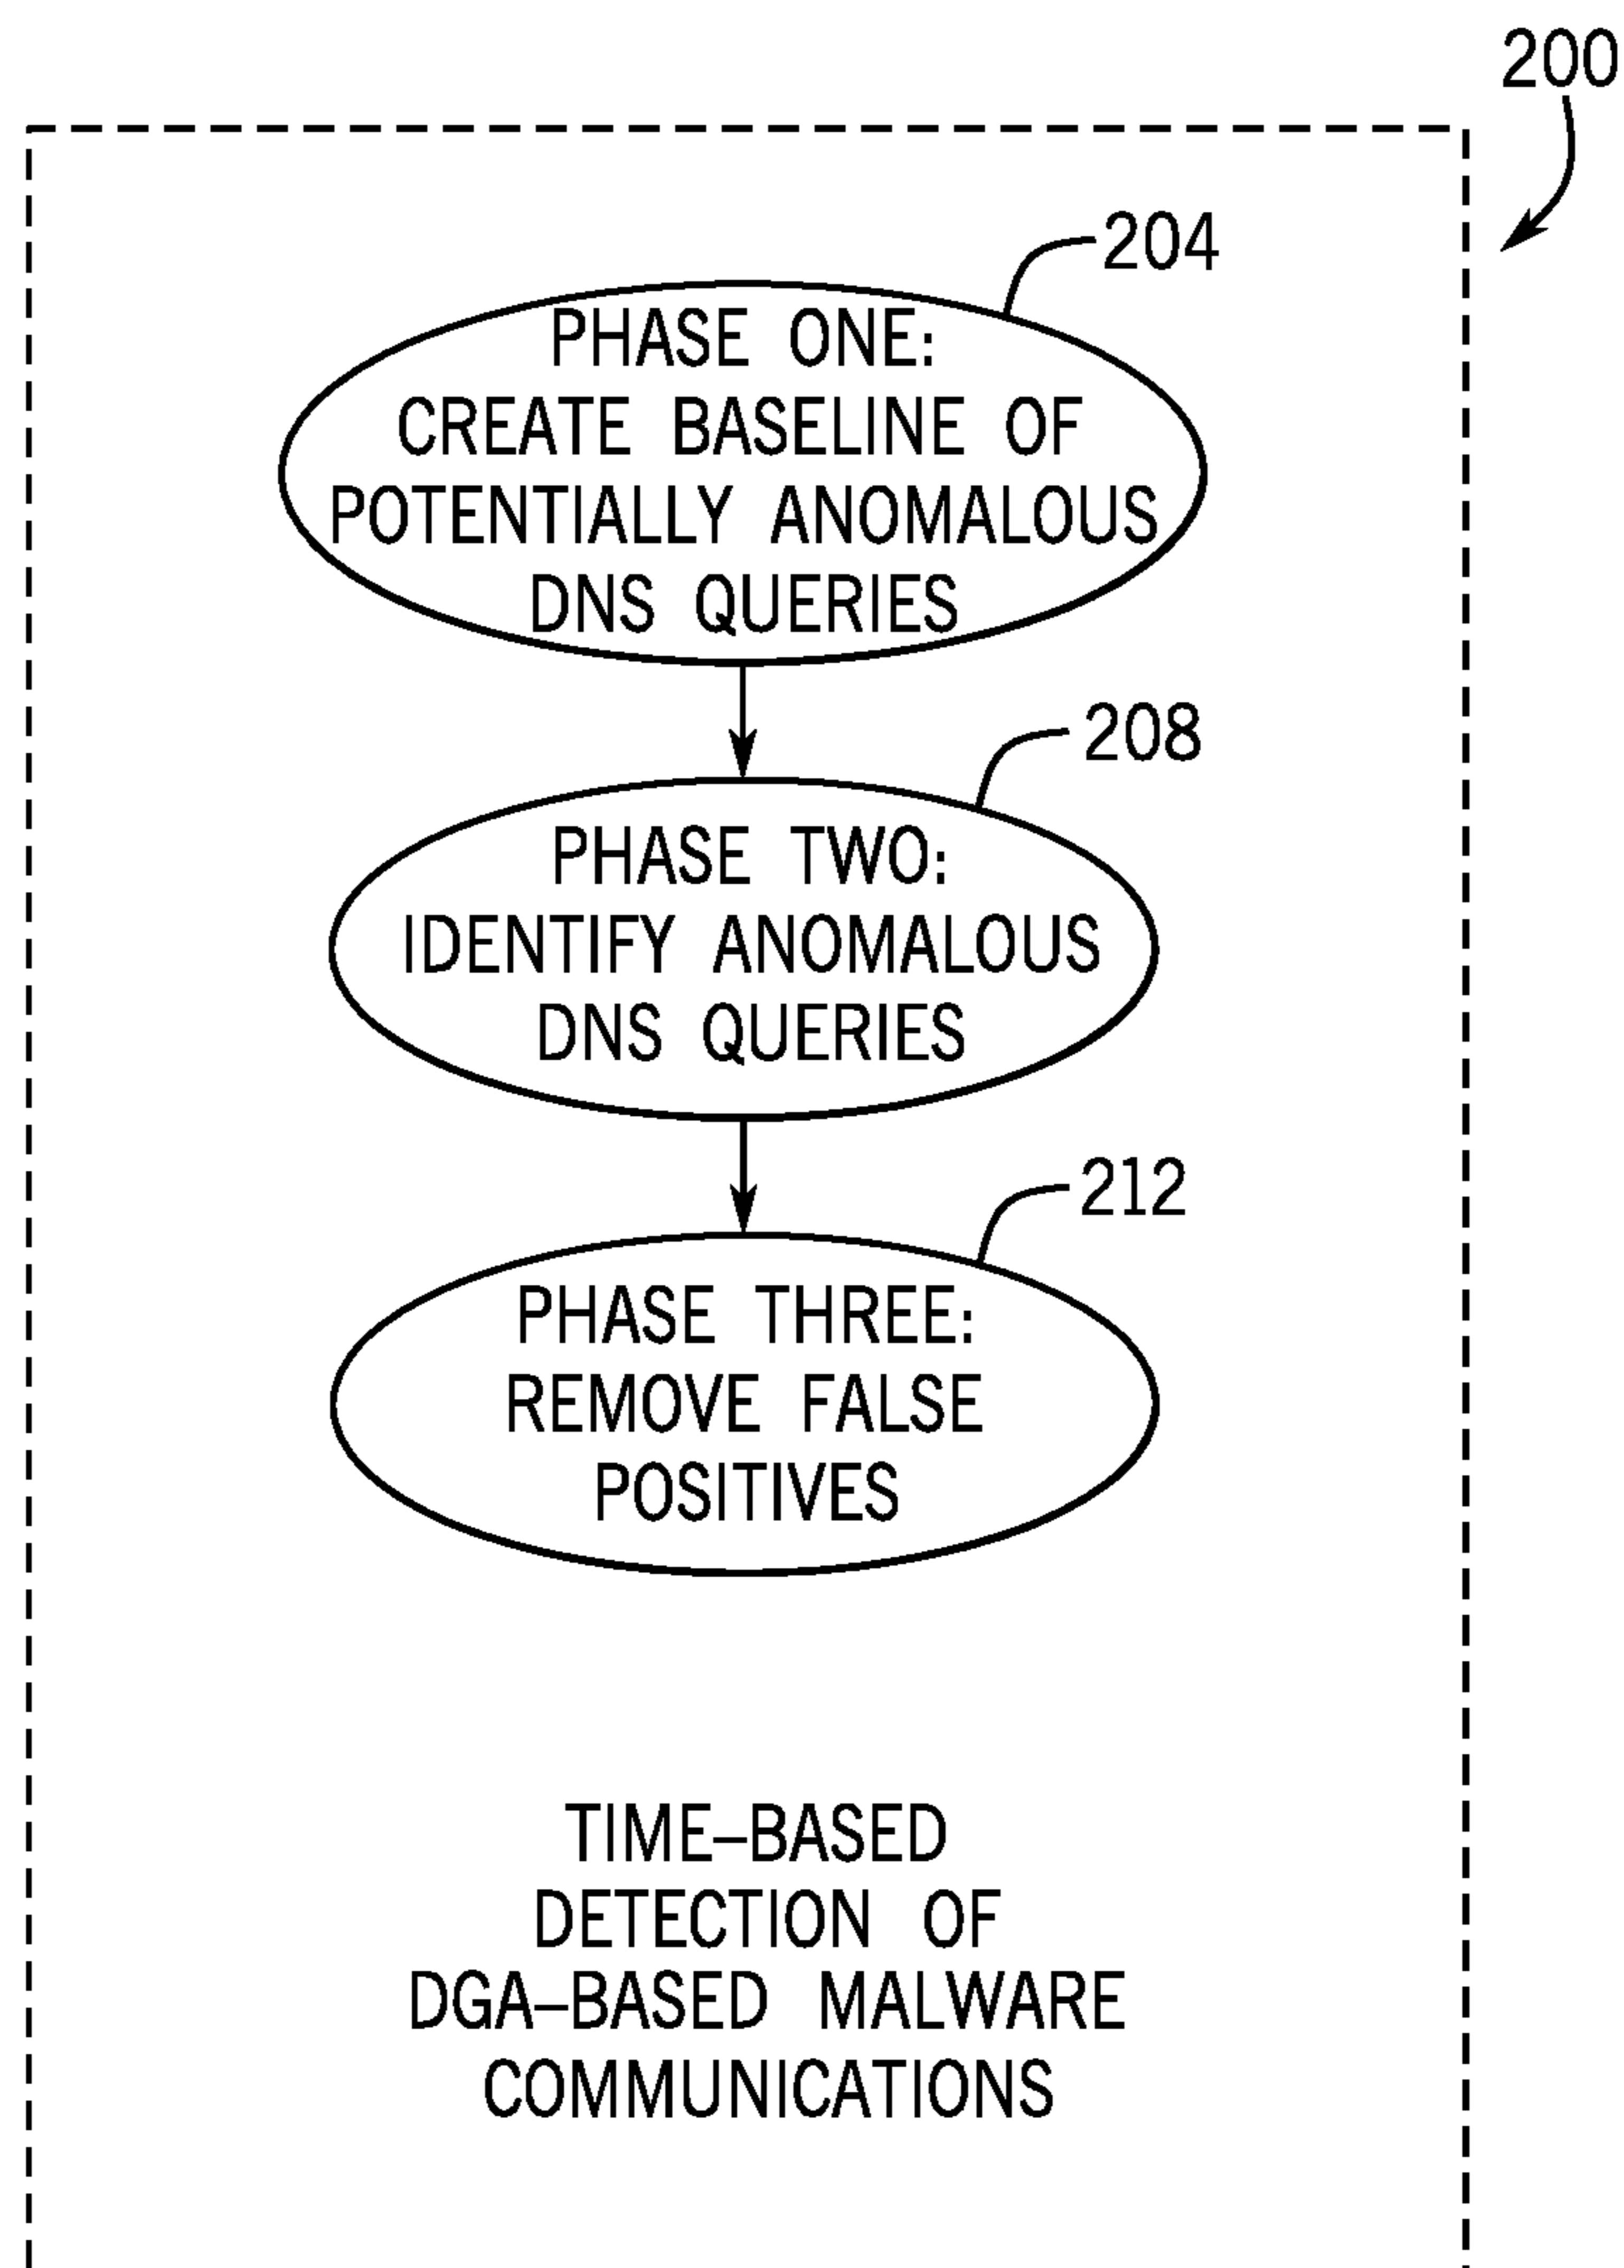 200
204
PHASE ONE:
CREATE BASELINE OF
POTENTIALLY ANOMALOUS
DNS QUERIES
208
PHASE TWO:
IDENTIFY ANOMALOUS
DNS QUERIES
212
PHASE THREE:
REMOVE FALSE
POSITIVES
TIME–BASED
DETECTION OF
DGA–BASED MALWARE
COMMUNICATIONS